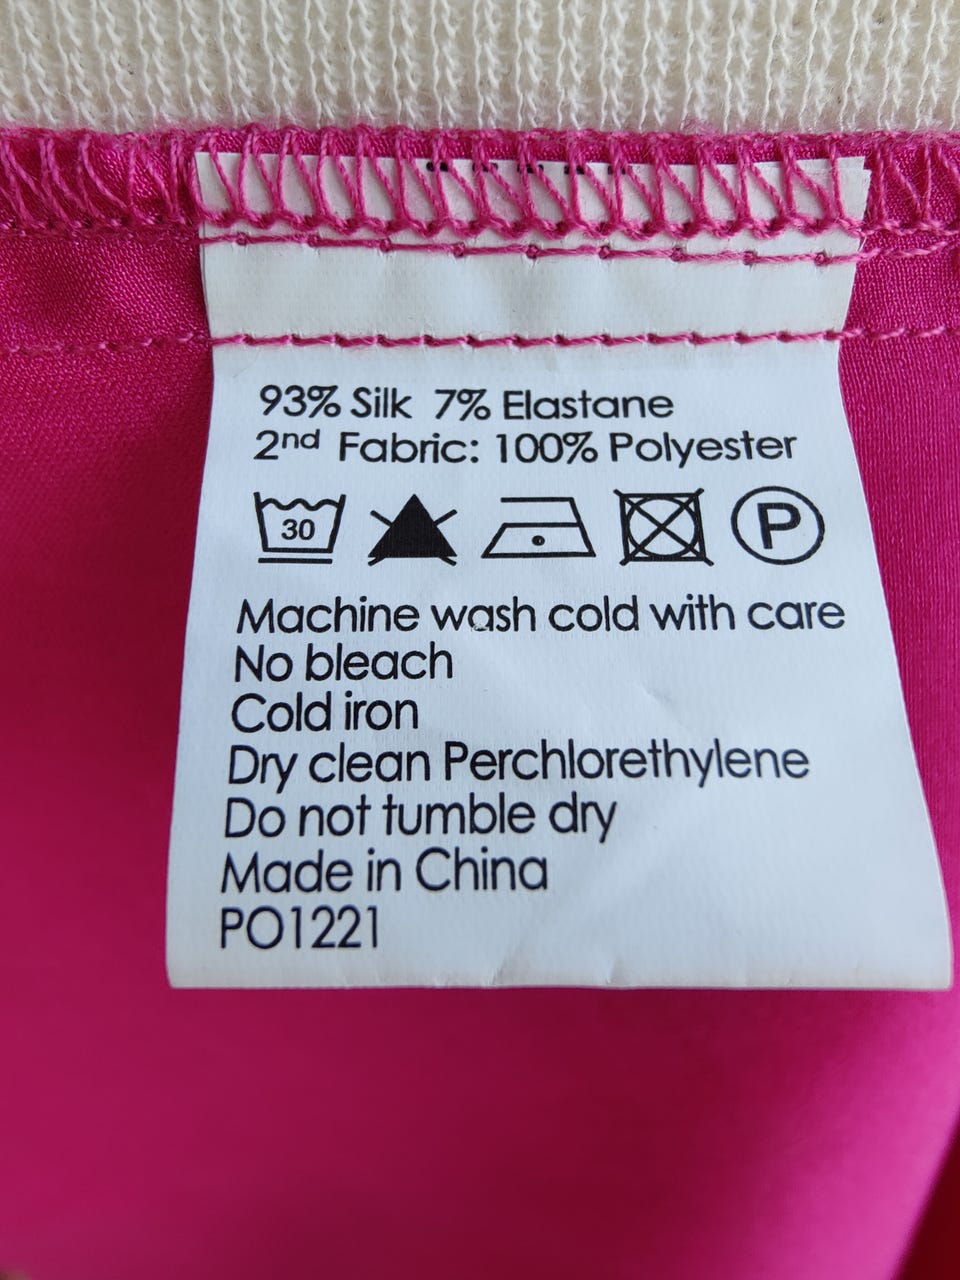 93% Silk 7% Elastane
2nd Fabric: 100% Polyester
30 P
Machine wash cold with care
No bleach
Cold iron
Dry clean Perchlorethylene
Do not tumble dry
Made in China
PO1221